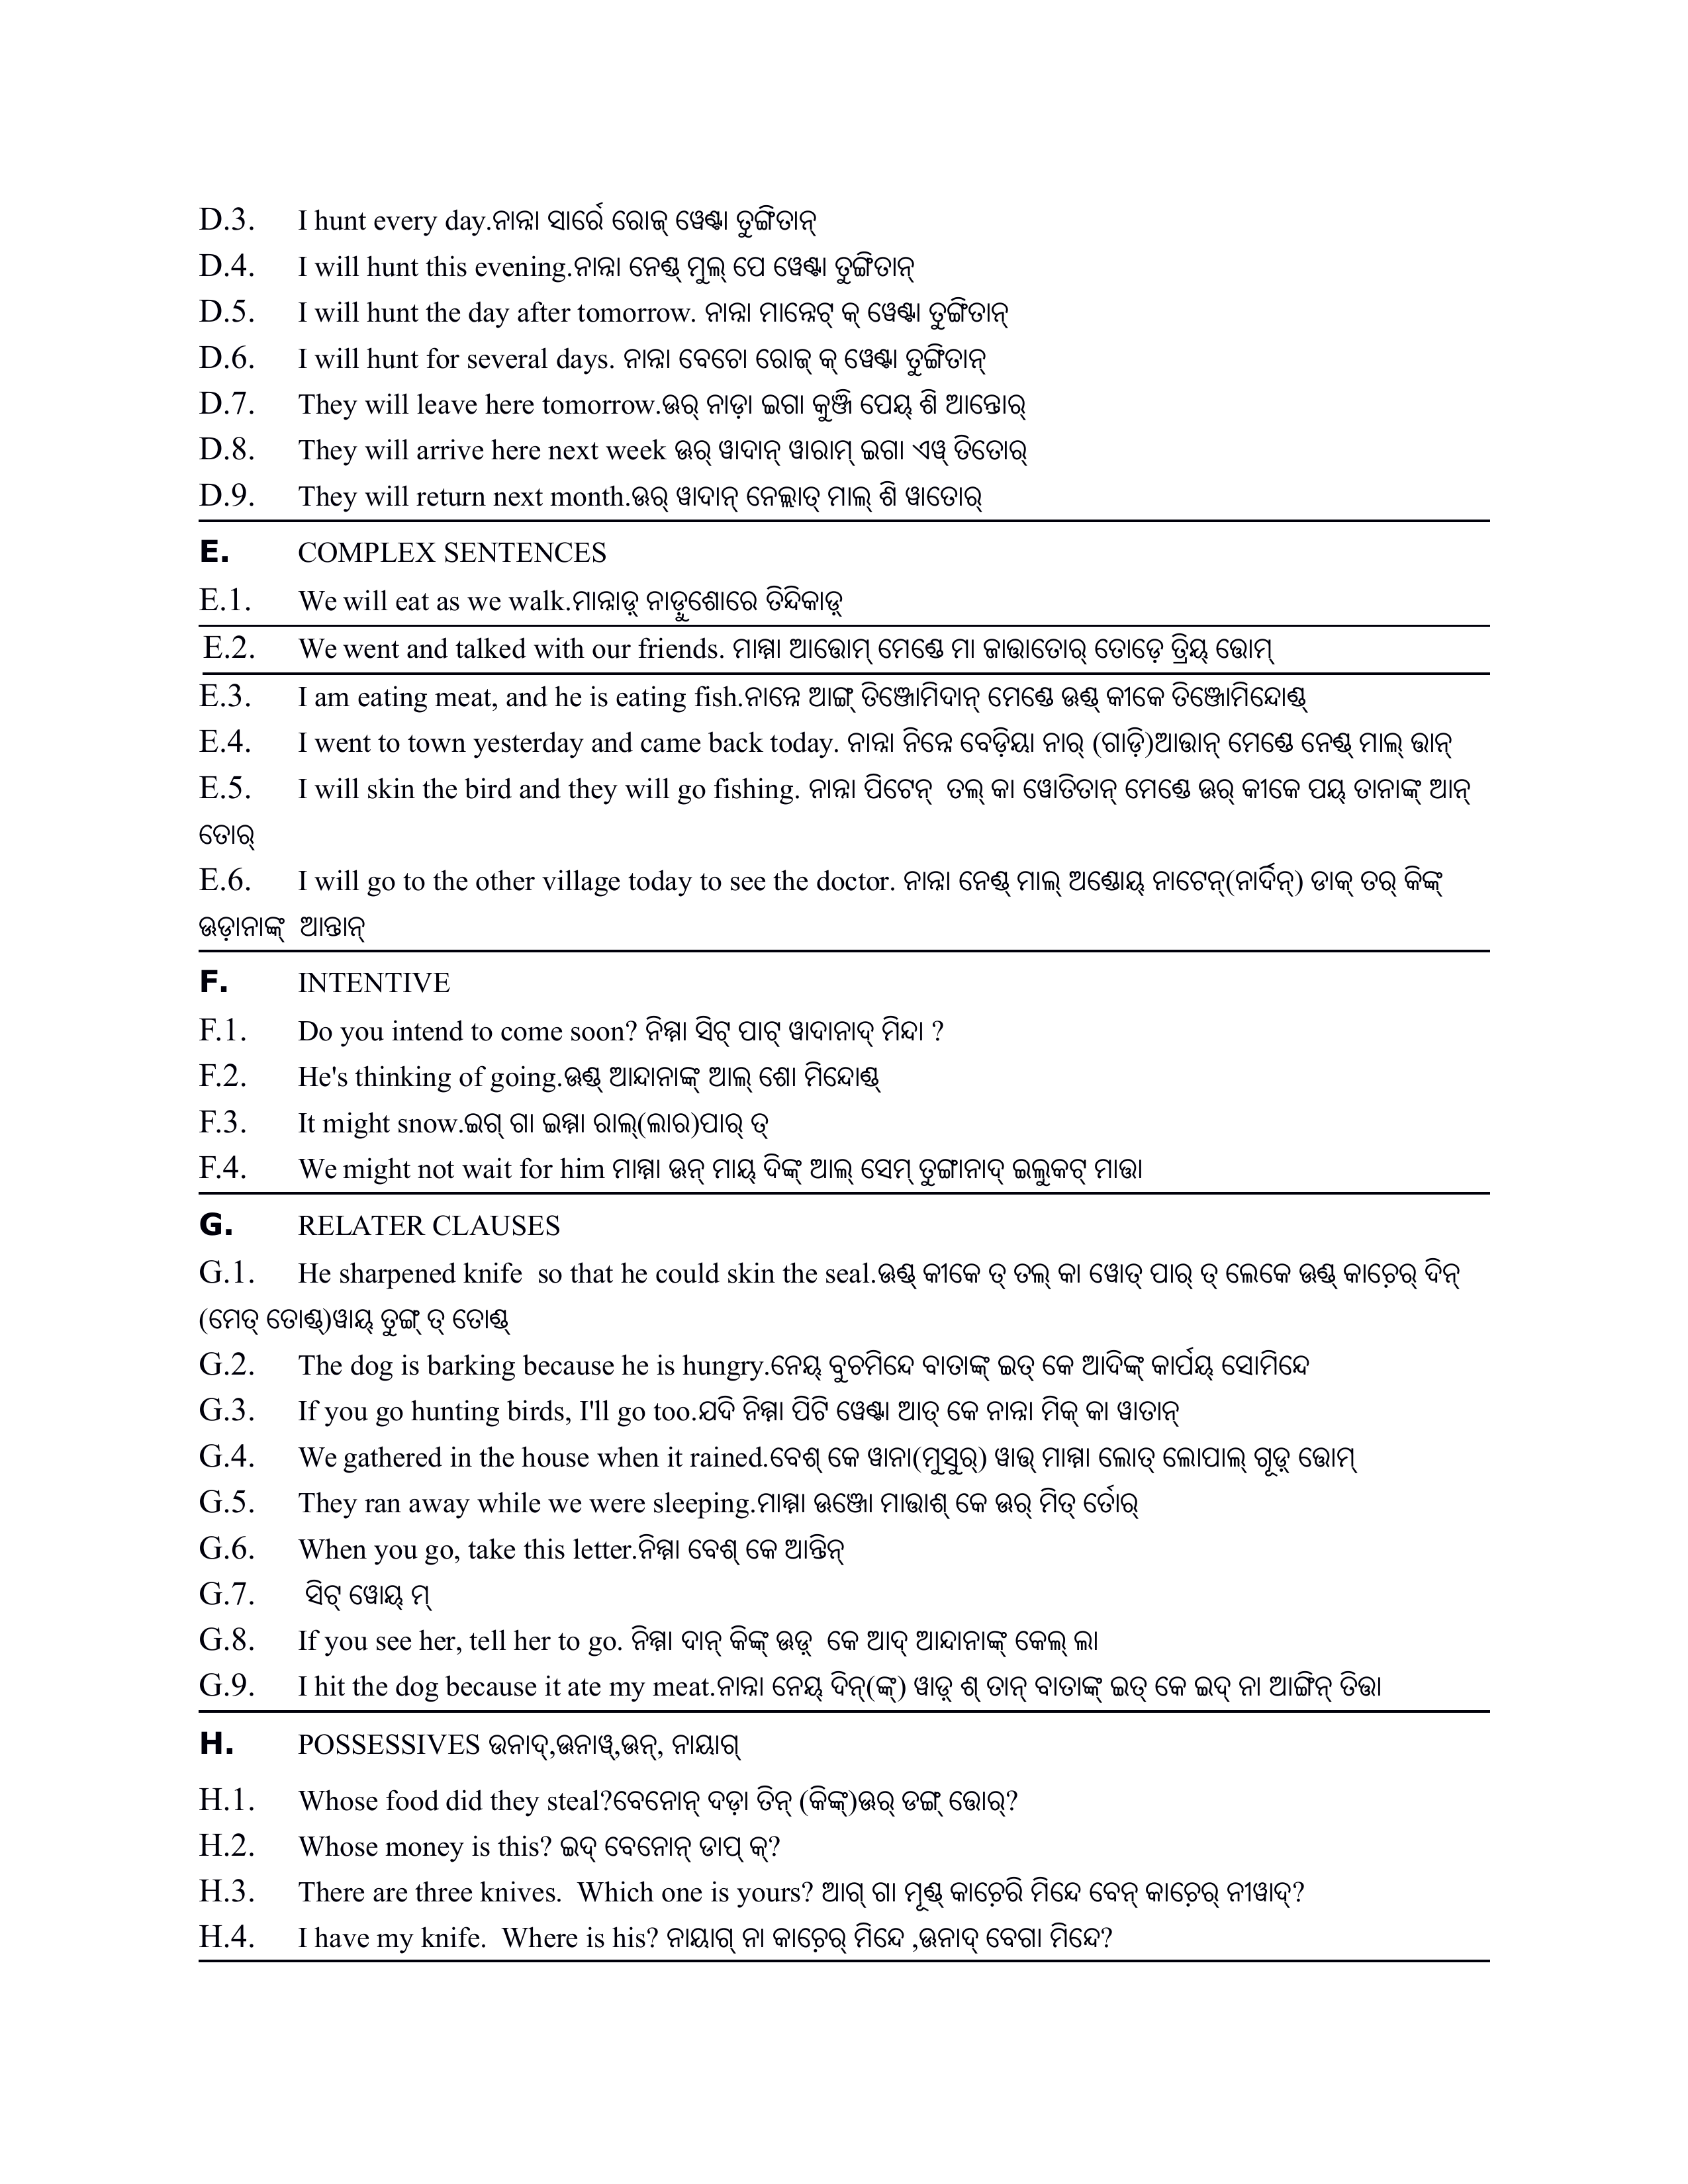 D.3. I hunt every day.ନାନ୍ନା ସାର୍ରେ ରୋଜ୍ ୱେଣ୍ଟା ତୁଙ୍ଗିତାନ୍
D.4. I will hunt this evening.ନାନ୍ନା ନେଣ୍ଡ୍ ମୁଲ୍ ପେ ୱେଣ୍ଟା ତୁଙ୍ଗିତାନ୍
D.5. I will hunt the day after tomorrow. ନାନ୍ନା ମାନ୍ନେଟ୍ କ୍ ୱେଣ୍ଟା ତୁଙ୍ଗିତାନ୍
D.6. I will hunt for several days. ନାନ୍ନା ବେଚୋ ରୋଜ୍ କ୍ ୱେଣ୍ଟା ତୁଙ୍ଗିତାନ୍
D.7. They will leave here tomorrow.ଊର୍ ନାଡ଼ା ଇଗା କୁଞ୍ଜି ପେୟ୍ ଶି ଆନ୍ତୋର୍
D.8. They will arrive here next week ଊର୍ ୱାଦାନ୍ ୱାରାମ୍ ଇଗା ଏୱ୍ ତିତୋର୍
D.9. They will return next month.ଊର୍ ୱାଦାନ୍ ନେଲ୍ଲାତ୍ ମାଲ୍ ଶି ୱାତୋର୍
E. COMPLEX SENTENCES
E.1. We will eat as we walk.ମାନ୍ନାଡ଼୍ ନାଡ଼ୁଶୋରେ ତିନ୍ଦିକାଡ଼୍
E.2. We went and talked with our friends. ମାମ୍ମା ଆତ୍ତୋମ୍ ମେଣ୍ଡେ ମା ଜାଉାତୋର୍ ତୋଡ଼େ ତ୍ରିୟ୍ ତ୍ତୋମ୍
E.3. I am eating meat, and he is eating fish.ନାନ୍ନେ ଆଙ୍ଗ୍ ତିଞ୍ଜୋମିଦାନ୍ ମେଣ୍ଡେ ଊଣ୍ଡ୍ କୀକେ ତିଞ୍ଜୋମିନ୍ଦୋଣ୍ଡ୍
E.4. I went to town yesterday and came back today. ନାନ୍ନା ନିନ୍ନେ ବେଡ଼ିୟା ନାର୍ (ଗାଡ଼ି)ଆତ୍ତାନ୍ ମେଣ୍ଡେ ନେଣ୍ଡ୍ ମାଲ୍ ତ୍ତାନ୍
E.5. I will skin the bird and they will go fishing. ନାନ୍ନା ପିଟେନ୍ ତଲ୍ କା ୱୋତିତାନ୍ ମେଣ୍ଡେ ଊର୍ କୀକେ ପୟ୍ ତାନାଙ୍କ୍ ଆନ୍
ତୋର୍
E.6. I will go to the other village today to see the doctor. ନାନ୍ନା ନେଣ୍ଡ୍ ମାଲ୍ ଅଣ୍ଡୋୟ୍ ନାଟେନ୍(ନାର୍ଦିନ୍) ଡାକ୍ ତର୍ କିଙ୍କ୍
ଊଡ଼ାନାଙ୍କ୍ ଆନ୍ତାନ୍
F. INTENTIVE
F.1. Do you intend to come soon? ନିମ୍ମା ସିଟ୍ ପାଟ୍ ୱାଦାନାଦ୍ ମିନ୍ଦା ?
F.2. He's thinking of going.ଊଣ୍ଡ୍ ଆନ୍ଦାନାଙ୍କ୍ ଆଲ୍ ଶୋ ମିନ୍ଦୋଣ୍ଡ୍
F.3. It might snow.ଇଗ୍ ଗା ଇମ୍ମା ରାଲ୍(ଲାର)ପାର୍ ତ୍
F.4. We might not wait for him ମାମ୍ମା ଊନ୍ ମାୟ୍ ଦିଙ୍କ୍ ଆଲ୍ ସେମ୍ ତୁଙ୍ଗାନାଦ୍ ଇଲୁକଟ୍ ମାତ୍ତା
G. RELATER CLAUSES
G.1. He sharpened knife so that he could skin the seal.ଊଣ୍ଡ୍ କୀକେ ତ୍ ତଲ୍ କା ୱୋତ୍ ପାର୍ ତ୍ ଲେକେ ଊଣ୍ଡ୍ କାଚ଼େର୍ ଦିନ୍
(ମେତ୍ ତୋଣ୍ଡ୍)ୱାୟ୍ ତୁଙ୍ଗ୍ ତ୍ ତୋଣ୍ଡ୍
G.2. The dog is barking because he is hungry.ନେୟ୍ ବୁଚମିନ୍ଦେ ବାତାଙ୍କ୍ ଇତ୍ କେ ଆଦିଙ୍କ୍ କାର୍ପୟ୍ ସୋମିନ୍ଦେ
G.3. If you go hunting birds, I'll go too.ଯଦି ନିମ୍ମା ପିଟି ୱେଣ୍ଟା ଆତ୍ କେ ନାନ୍ନା ମିକ୍ କା ୱାତାନ୍
G.4. We gathered in the house when it rained.ବେଶ୍ କେ ୱାନା(ମୁସୁର୍) ୱାତ୍ତ୍ ମାମ୍ମା ଲୋତ୍ ଲୋପାଲ୍ ଗୂଡ଼୍ ତ୍ତୋମ୍
G.5. They ran away while we were sleeping.ମାମ୍ମା ଊଞ୍ଜୋ ମାତ୍ତାଶ୍ କେ ଊର୍ ମିତ୍ ର୍ତୋର୍
G.6. When you go, take this letter.ନିମ୍ମା ବେଶ୍ କେ ଆନ୍ତିନ୍
G.7. ସିଟ୍ ୱୋୟ୍ ମ୍
G.8. If you see her, tell her to go. ନିମ୍ମା ଦାନ୍ କିଙ୍କ୍ ଊଡ଼୍ କେ ଆଦ୍ ଆନ୍ଦାନାଙ୍କ୍ କେଲ୍ ଲା
G.9. I hit the dog because it ate my meat.ନାନ୍ନା ନେୟ୍ ଦିନ୍(ଙ୍କ୍) ୱାଡ଼୍ ଶ୍ ତାନ୍ ବାତାଙ୍କ୍ ଇତ୍ କେ ଇଦ୍ ନା ଆଙ୍ଗିନ୍ ତିତ୍ତା
H. POSSESSIVES ଉନାଦ୍,ଊନାୱ୍,ଊନ୍, ନାୟାଗ୍
H.1. Whose food did they steal?ବେନୋନ୍ ଦଡ଼ା ତିନ୍ (କିଙ୍କ୍)ଊର୍ ଡଙ୍ଗ୍ ତ୍ତୋର୍?
H.2. Whose money is this? ଇଦ୍ ବେନୋନ୍ ଡାପ୍ କ୍?
H.3. There are three knives. Which one is yours? ଆଗ୍ ଗା ମୂଣ୍ଡ୍ କାଚ଼େରି ମିନ୍ଦେ ବେନ୍ କାଚ଼େର୍ ନୀୱାଦ୍?
H.4. I have my knife. Where is his? ନାୟାଗ୍ ନା କାଚ଼େର୍ ମିନ୍ଦେ ,ଊନାଦ୍ ବେଗା ମିନ୍ଦେ?